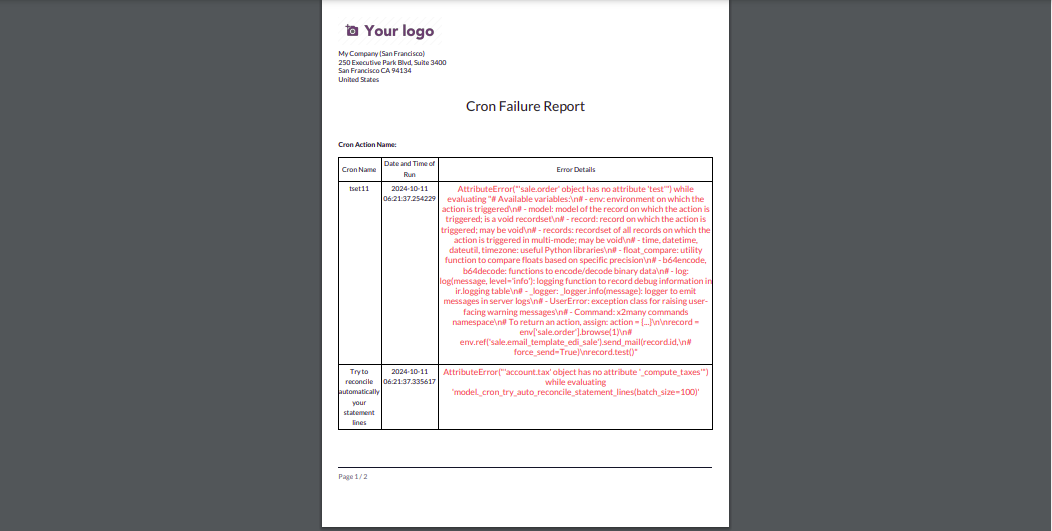 Your logo
My Company (San Francisco)
250 Executive Park Blvd, Suite 3400
San Francisco CA 94134
United States
Cron Failure Report
Cron Action Name:
Cron Name
Date and Time of
Run
Error Details
tset11
2024-10-11
06:21:37.254229
AttributeError("'sale.order' object has no attribute 'test'") while
evaluating "# Available variables:\n# - env: environment on which the
action is triggered\n# - model: model of the record on which the action is
triggered; is a void recordset\n# - record: record on which the action is
triggered; may be void\n# - records: recordset of all records on which the
action is triggered in multi-mode; may be void\n# - time, datetime,
dateutil, timezone: useful Python libraries\n# - float_compare: utility
function to compare floats based on specific precision\n# - b64encode,
b64decode: functions to encode/decode binary data\n# - log:
log(message, level='info'): logging function to record debug information in
ir.logging table\n# - _logger: _logger.info(message): logger to emit
messages in server logs\n# - UserError: exception class for raising user-
facing warning messages\n# - Command: x2many commands
namespace\n# To return an action, assign: action = {...}\n\nrecord =
env['sale.order'].browse(1)\n#
env.ref('sale.email_template_edi_sale').send_mail(record.id,\n#
force_send=True)\nrecord.test()"
Try to
reconcile
automatically
your
statement
lines
2024-10-11
06:21:37.335617
AttributeError("'account.tax' object has no attribute '_compute_taxes'")
while evaluating
'model._cron_try_auto_reconcile_statement_lines(batch_size=100)'
Page 1 / 2